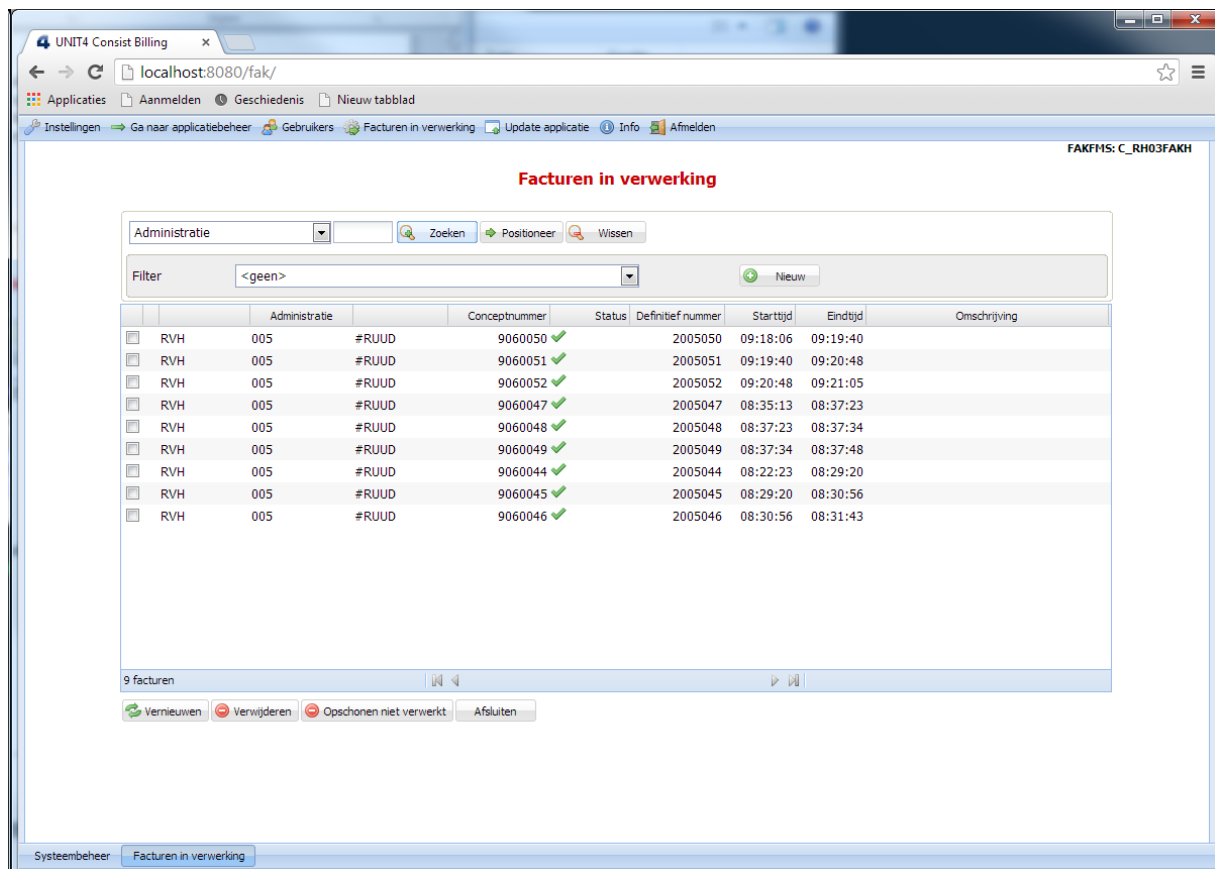 UNIT4 Consist Billing
localhost:8080/fak/
Applicaties Aanmelden Geschiedenis Nieuw tabblad
Instellingen Ga naar applicatiebeheer Gebruikers Facturen in verwerking Update applicatie Info Afmelden
FAKFMS: C_RH03FAKH
Facturen in verwerking
Administratie Zoeken Positioneer Wissen
Filter <geen> Nieuw
Administratie Conceptnummer Status Definitief nummer Starttijd Eindtijd Omschrijving
RVH 005 #RUUD 9060050 2005050 09:18:06 09:19:40
RVH 005 #RUUD 9060051 2005051 09:19:40 09:20:48
RVH 005 #RUUD 9060052 2005052 09:20:48 09:21:05
RVH 005 #RUUD 9060047 2005047 08:35:13 08:37:23
RVH 005 #RUUD 9060048 2005048 08:37:23 08:37:34
RVH 005 #RUUD 9060049 2005049 08:37:34 08:37:48
RVH 005 #RUUD 9060044 2005044 08:22:23 08:29:20
RVH 005 #RUUD 9060045 2005045 08:29:20 08:30:56
RVH 005 #RUUD 9060046 2005046 08:30:56 08:31:43
9 facturen
Vernieuwen Verwijderen Opschonen niet verwerkt Afsluiten
Systeembeheer Facturen in verwerking